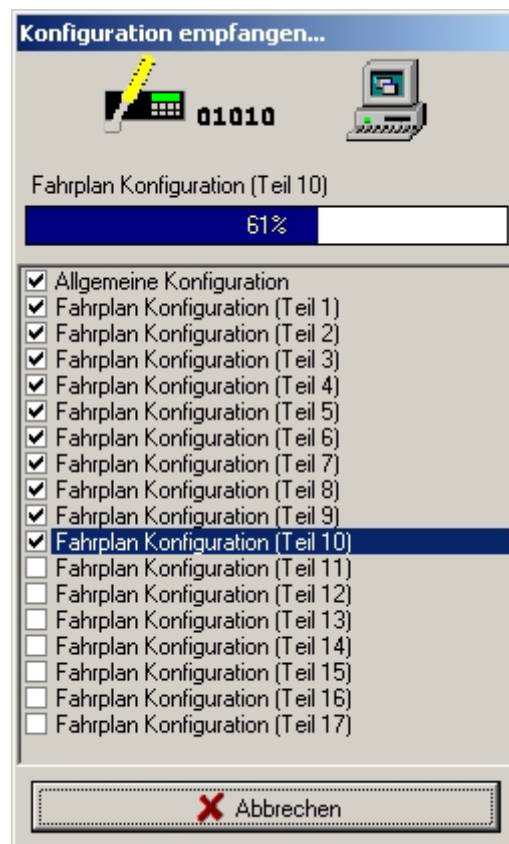 Konfiguration empfangen...
01010
Fahrplan Konfiguration (Teil 10)
61%
Allgemeine Konfiguration
Fahrplan Konfiguration (Teil 1)
Fahrplan Konfiguration (Teil 2)
Fahrplan Konfiguration (Teil 3)
Fahrplan Konfiguration (Teil 4)
Fahrplan Konfiguration (Teil 5)
Fahrplan Konfiguration (Teil 6)
Fahrplan Konfiguration (Teil 7)
Fahrplan Konfiguration (Teil 8)
Fahrplan Konfiguration (Teil 9)
Fahrplan Konfiguration (Teil 10)
Fahrplan Konfiguration (Teil 11)
Fahrplan Konfiguration (Teil 12)
Fahrplan Konfiguration (Teil 13)
Fahrplan Konfiguration (Teil 14)
Fahrplan Konfiguration (Teil 15)
Fahrplan Konfiguration (Teil 16)
Fahrplan Konfiguration (Teil 17)
Abbrechen